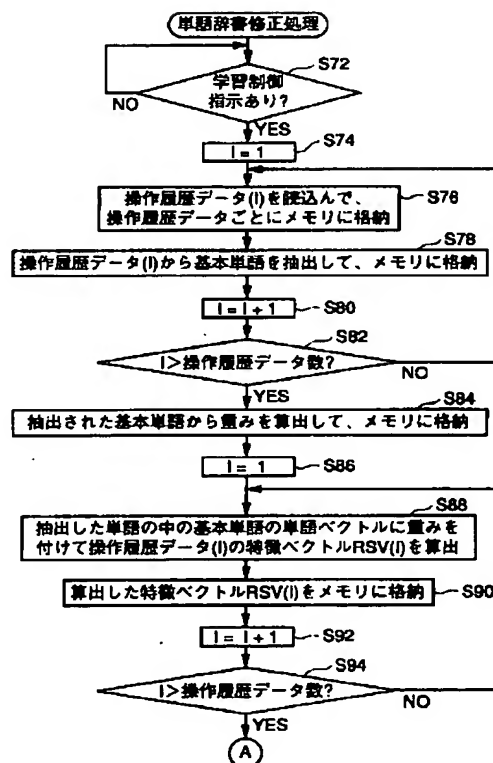 単語辞書修正処理
S72
学習制御
指示あり?
NO
YES
S74
I = 1
操作履歴データ(I)を読込んで、
操作履歴データごとにメモリに格納
S76
S78
操作履歴データ(I)から基本単語を抽出して、メモリに格納
I = I + 1
S80
S82
I>操作履歴データ数?
NO
YES
S84
抽出された基本単語から重みを算出して、メモリに格納
I = 1
S86
S88
抽出した単語の中の基本単語の単語ベクトルに重みを
付けて操作履歴データ(I)の特徴ベクトルRSV(I)を算出
算出した特徴ベクトルRSV(I)をメモリに格納
S90
I = I + 1
S92
S94
I>操作履歴データ数?
NO
YES
A